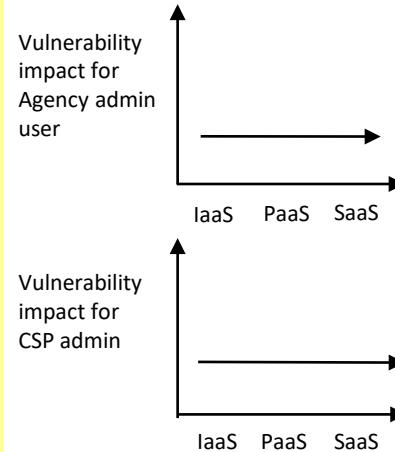 Vulnerability
impact for
Agency admin
user
IaaS PaaS SaaS
Vulnerability
impact for
CSP admin
IaaS PaaS SaaS